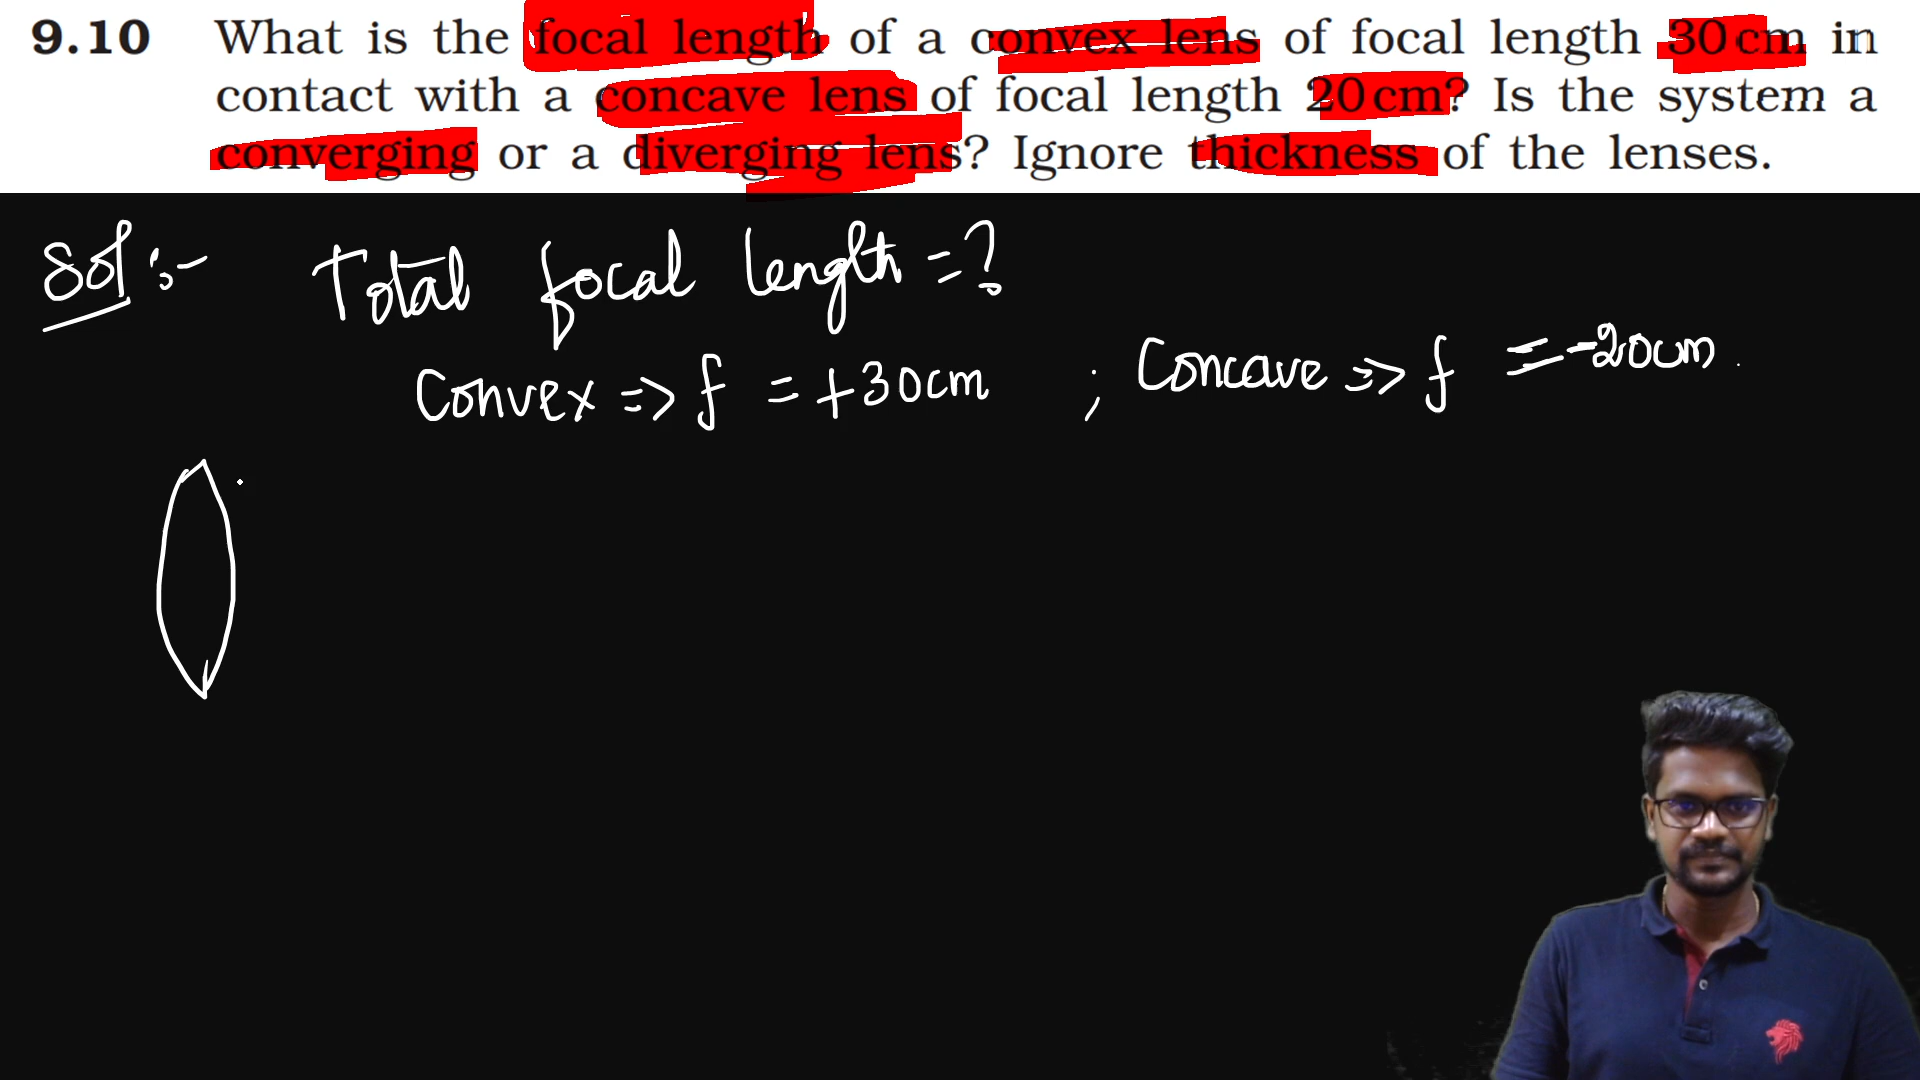 9.10 What is the focal length of a convex lens of focal length 30 cm in
contact with a concave lens of focal length 20 cm? Is the system a
converging or a diverging lens? Ignore thickness of the lenses.
Sol :- Total focal length = ?
Convex => f = +30cm ; Concave => f = -20cm.